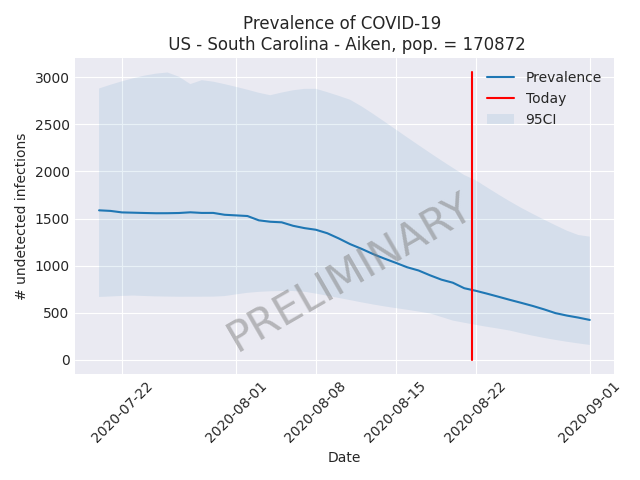 Prevalence of COVID-19
US - South Carolina - Aiken, pop. = 170872
3000
2500
2000
1500
1000
500
0
# undetected infections
Prevalence
Today
95CI
PRELIMINARY
2020-07-22
2020-08-01
2020-08-08
2020-08-15
2020-08-22
2020-09-01
Date